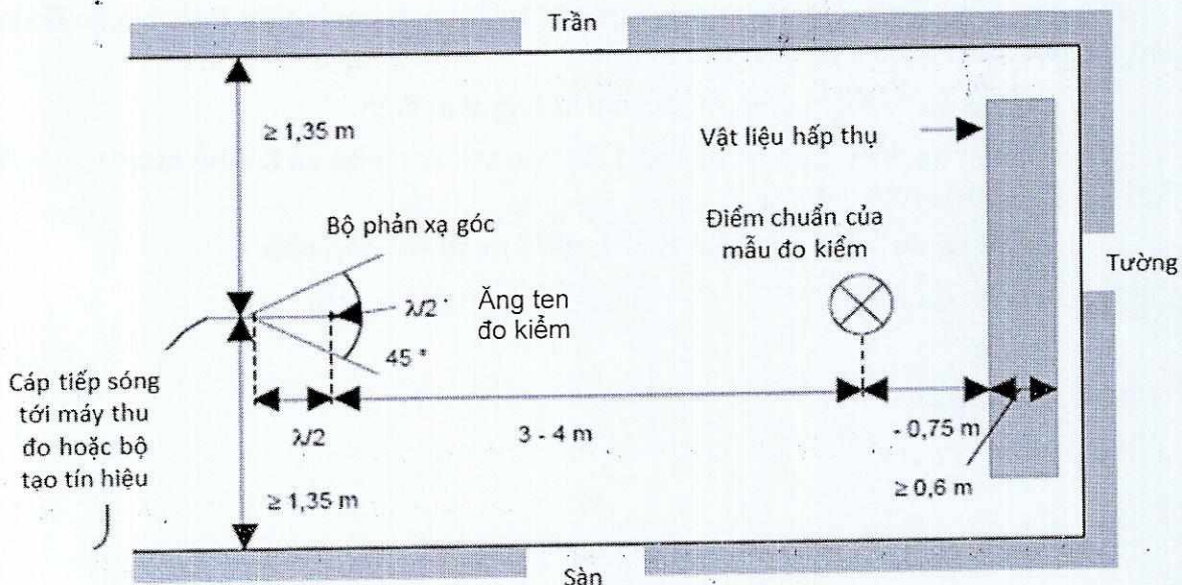 Trần
≥ 1,35 m
Vật liệu hấp thụ
Bộ phản xạ góc
Điểm chuẩn của
mẫu đo kiểm
Tường
λ/2
Ăng ten
đo kiểm
45 °
Cáp tiếp sóng
tới máy thu
đo hoặc bộ
tạo tín hiệu
λ/2
3 - 4 m
- 0,75 m
≥ 0,6 m
≥ 1,35 m
Sàn